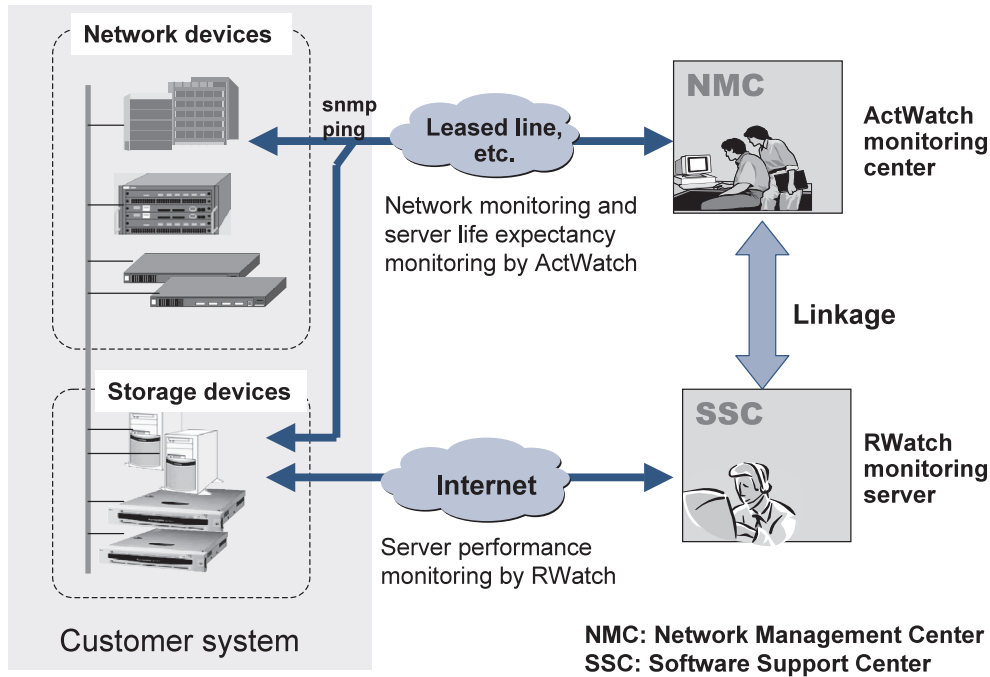 Network devices
snmp
ping
Leased line,
etc.
NMC
ActWatch
monitoring
center
Network monitoring and
server life expectancy
monitoring by ActWatch
Linkage
Storage devices
Internet
SSC
RWatch
monitoring
server
Server performance
monitoring by RWatch
Customer system
NMC: Network Management Center
SSC: Software Support Center